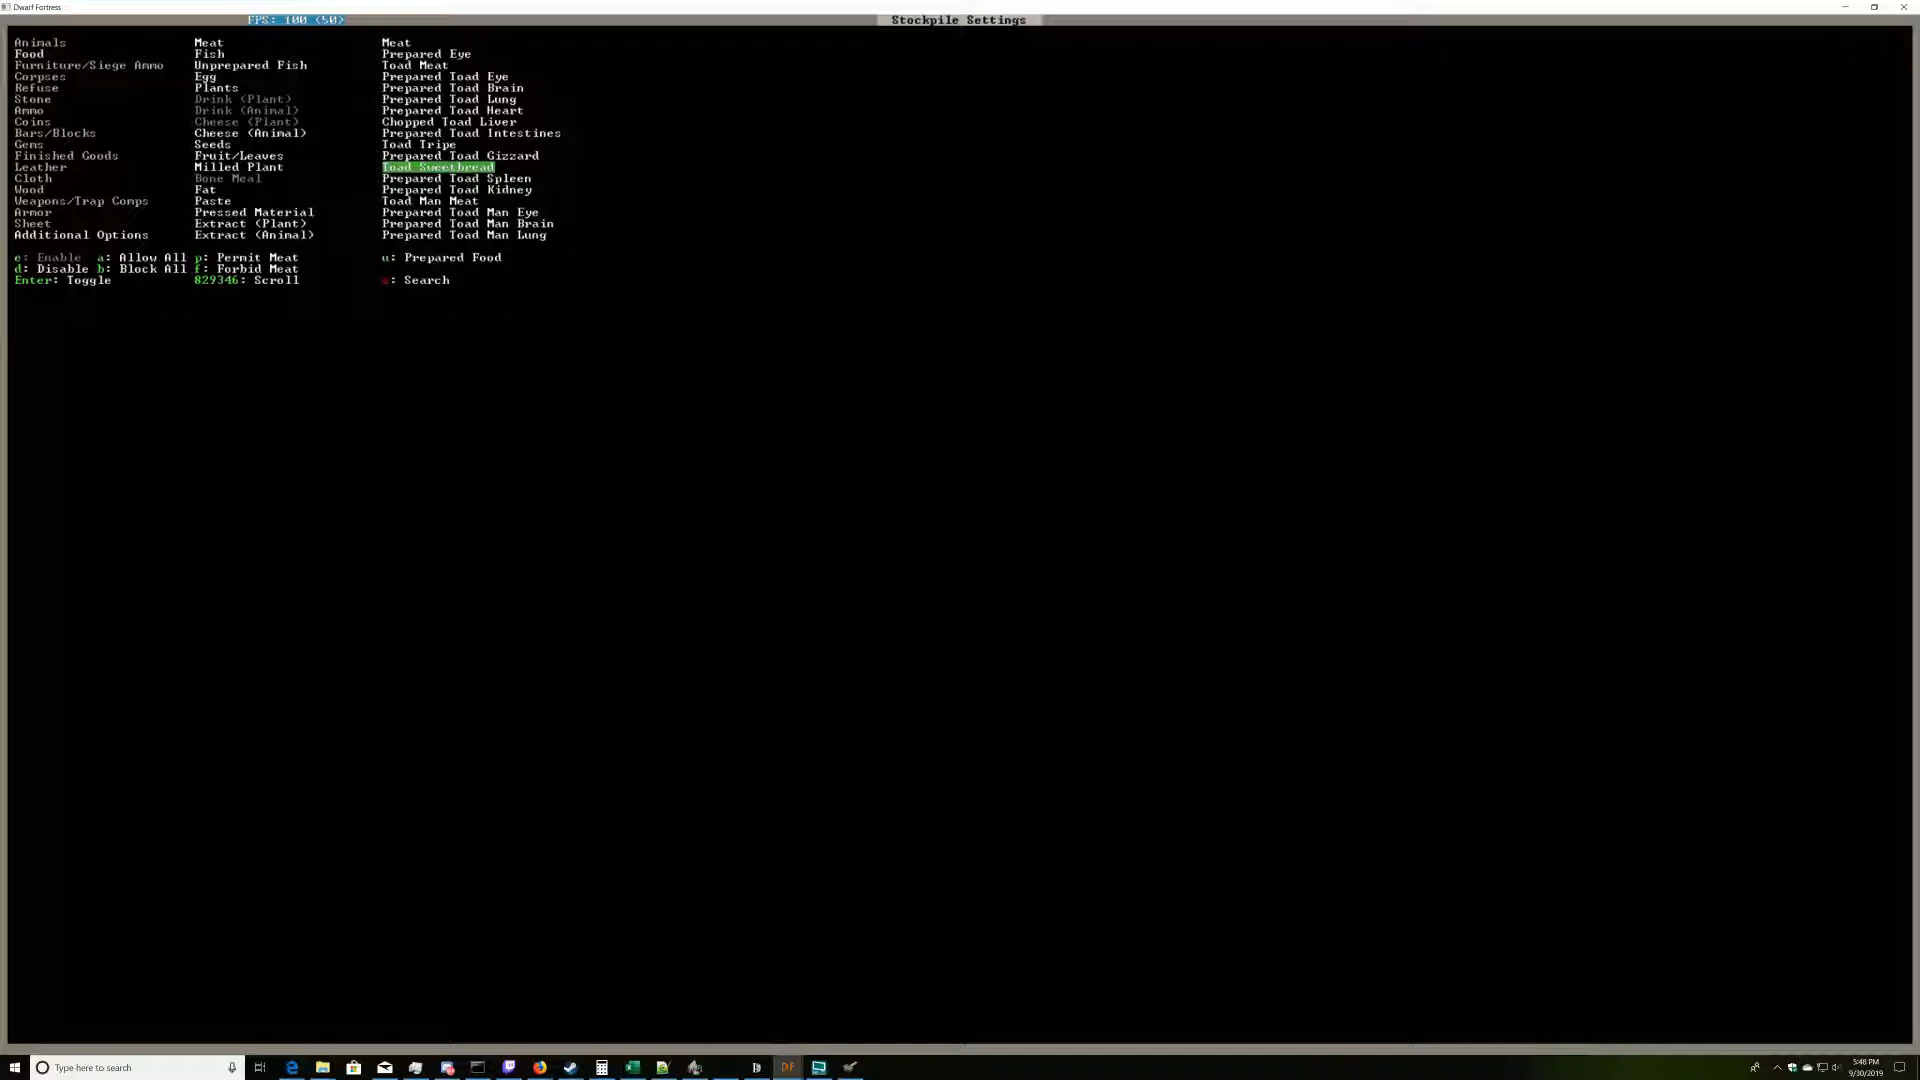 Dwarf Fortress
FPS: 100 (50)
Stockpile Settings
Animals Meat Meat
Food Fish Prepared Eye
Furniture/Siege Ammo Unprepared Fish Toad Meat
Corpses Egg Prepared Toad Eye
Refuse Plants Prepared Toad Brain
Stone Drink (Plant) Prepared Toad Lung
Ammo Drink (Animal) Prepared Toad Heart
Coins Cheese (Plant) Chopped Toad Liver
Bars/Blocks Cheese (Animal) Prepared Toad Intestines
Gems Seeds Toad Tripe
Finished Goods Fruit/Leaves Prepared Toad Gizzard
Leather Milled Plant Toad Sweetbread
Cloth Bone Meal Prepared Toad Spleen
Wood Fat Prepared Toad Kidney
Weapons/Trap Comps Paste Toad Man Meat
Armor Pressed Material Prepared Toad Man Eye
Sheet Extract (Plant) Prepared Toad Man Brain
Additional Options Extract (Animal) Prepared Toad Man Lung
e: Enable a: Allow All p: Permit Meat u: Prepared Food
d: Disable b: Block All f: Forbid Meat
Enter: Toggle 829346: Scroll : Search
Type here to search
DF
5:48 PM
9/30/2019